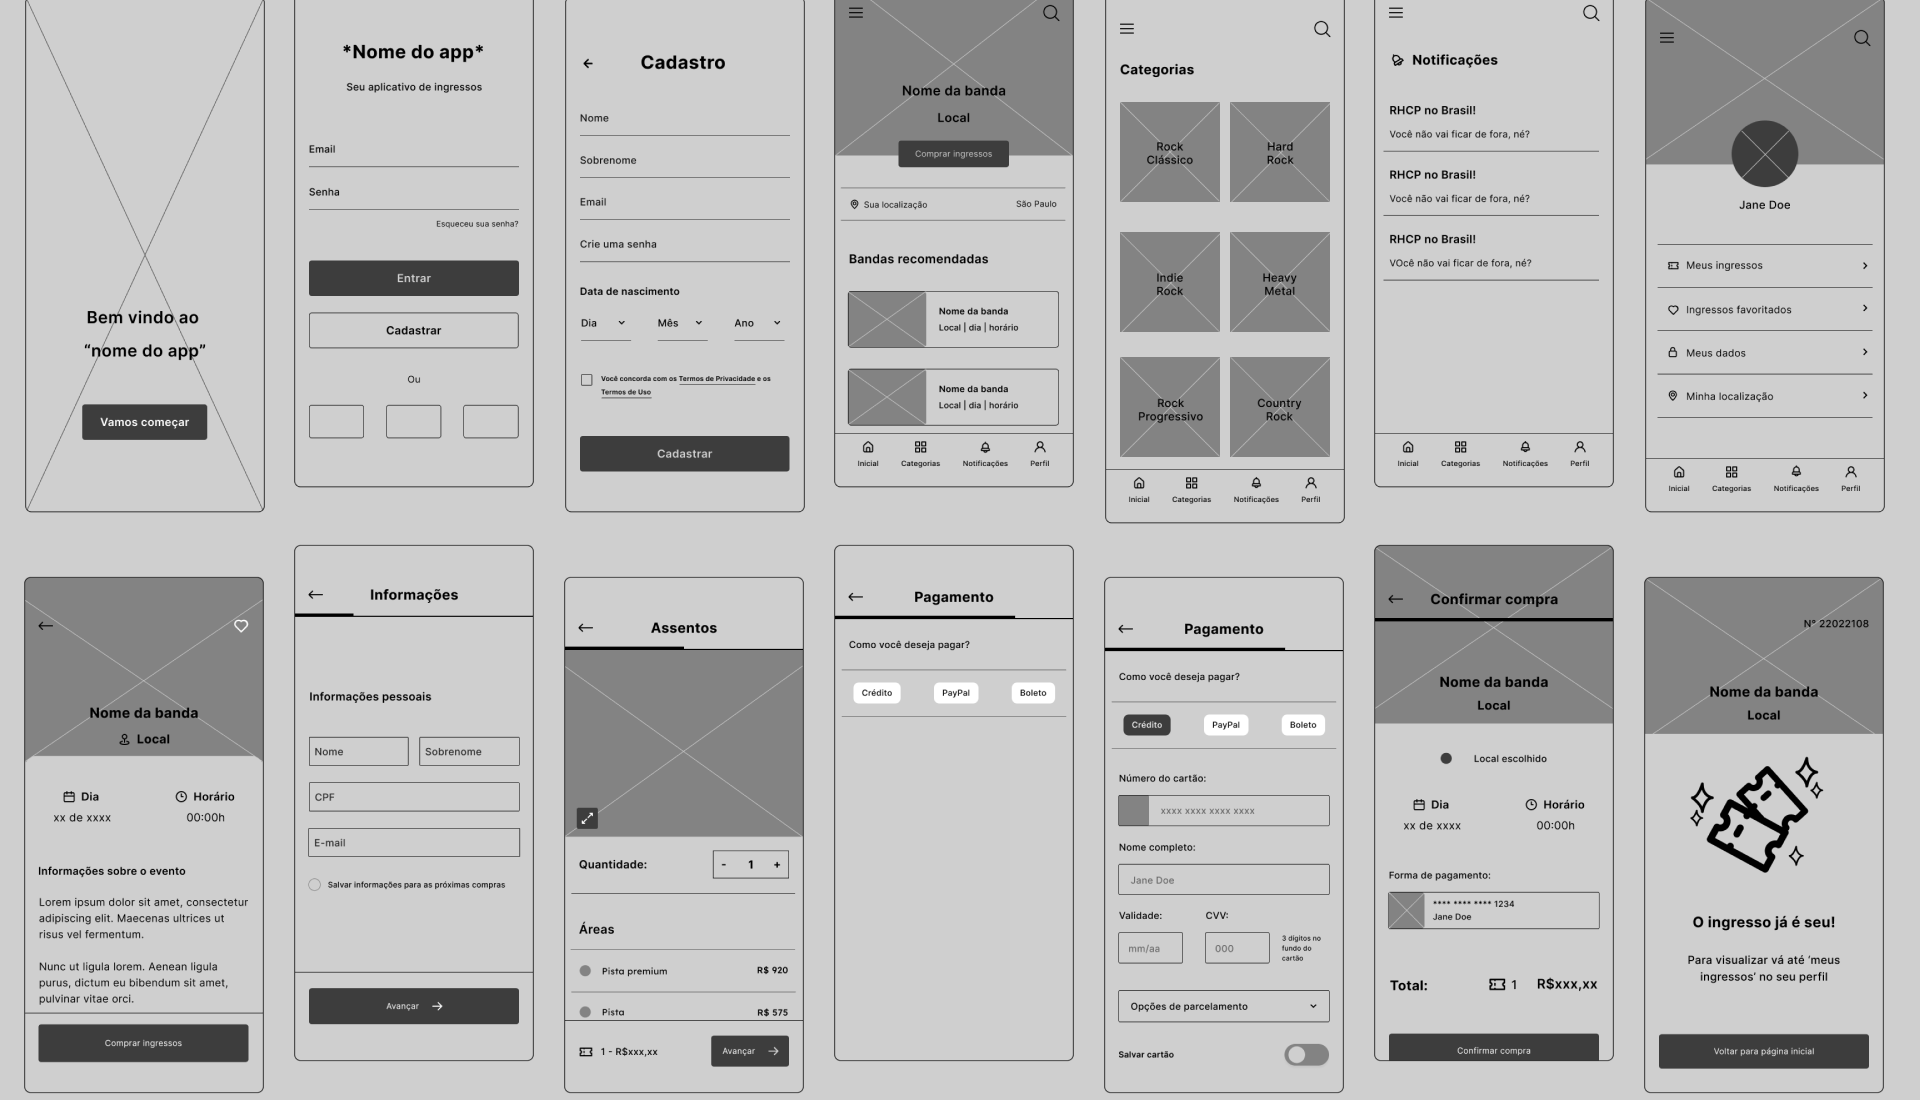 Bem vindo ao
“nome do app”
Vamos começar
*Nome do app*
Seu aplicativo de ingressos
Email
Senha
Esqueceu sua senha?
Entrar
Cadastrar
Ou
Cadastro
Nome
Sobrenome
Email
Crie uma senha
Data de nascimento
Dia Mês Ano
Você concorda com os Termos de Privacidade e os
Termos de Uso
Cadastrar
Nome da banda
Local
Comprar ingressos
Sua localização São Paulo
Bandas recomendadas
Nome da banda
Local | dia | horário
Nome da banda
Local | dia | horário
Inicial Categorias Notificações Perfil
Categorias
Rock
Clássico
Hard
Rock
Indie
Rock
Heavy
Metal
Rock
Progressivo
Country
Rock
Inicial Categorias Notificações Perfil
Notificações
RHCP no Brasil!
Você não vai ficar de fora, né?
RHCP no Brasil!
Você não vai ficar de fora, né?
RHCP no Brasil!
VOcê não vai ficar de fora, né?
Inicial Categorias Notificações Perfil
Jane Doe
Meus ingressos
Ingressos favoritados
Meus dados
Minha localização
Inicial Categorias Notificações Perfil
Nome da banda
Local
Dia Horário
xx de xxxx 00:00h
Informações sobre o evento
Lorem ipsum dolor sit amet, consectetur
adipiscing elit. Maecenas ultrices ut
risus vel fermentum.
Nunc ut ligula lorem. Aenean ligula
purus, dictum eu bibendum sit amet,
pulvinar vitae orci.
Comprar ingressos
Informações
Informações pessoais
Nome Sobrenome
CPF
E-mail
Salvar informações para as próximas compras
Avançar
Assentos
Quantidade: - 1 +
Áreas
Pista premium R$ 920
Pista R$ 575
1 - R$xxx,xx Avançar
Pagamento
Como você deseja pagar?
Crédito PayPal Boleto
Pagamento
Como você deseja pagar?
Crédito PayPal Boleto
Número do cartão:
xxxx xxxx xxxx xxxx
Nome completo:
Jane Doe
Validade: CVV:
mm/aa 000
3 dígitos no
fundo do
cartão
Opções de parcelamento
Salvar cartão
Confirmar compra
Nome da banda
Local
Local escolhido
Dia Horário
xx de xxxx 00:00h
Forma de pagamento:
**** **** **** 1234
Jane Doe
Total: 1 R$xxx,xx
Confirmar compra
N° 22022108
Nome da banda
Local
O ingresso já é seu!
Para visualizar vá até ‘meus
ingressos’ no seu perfil
Voltar para página inicial